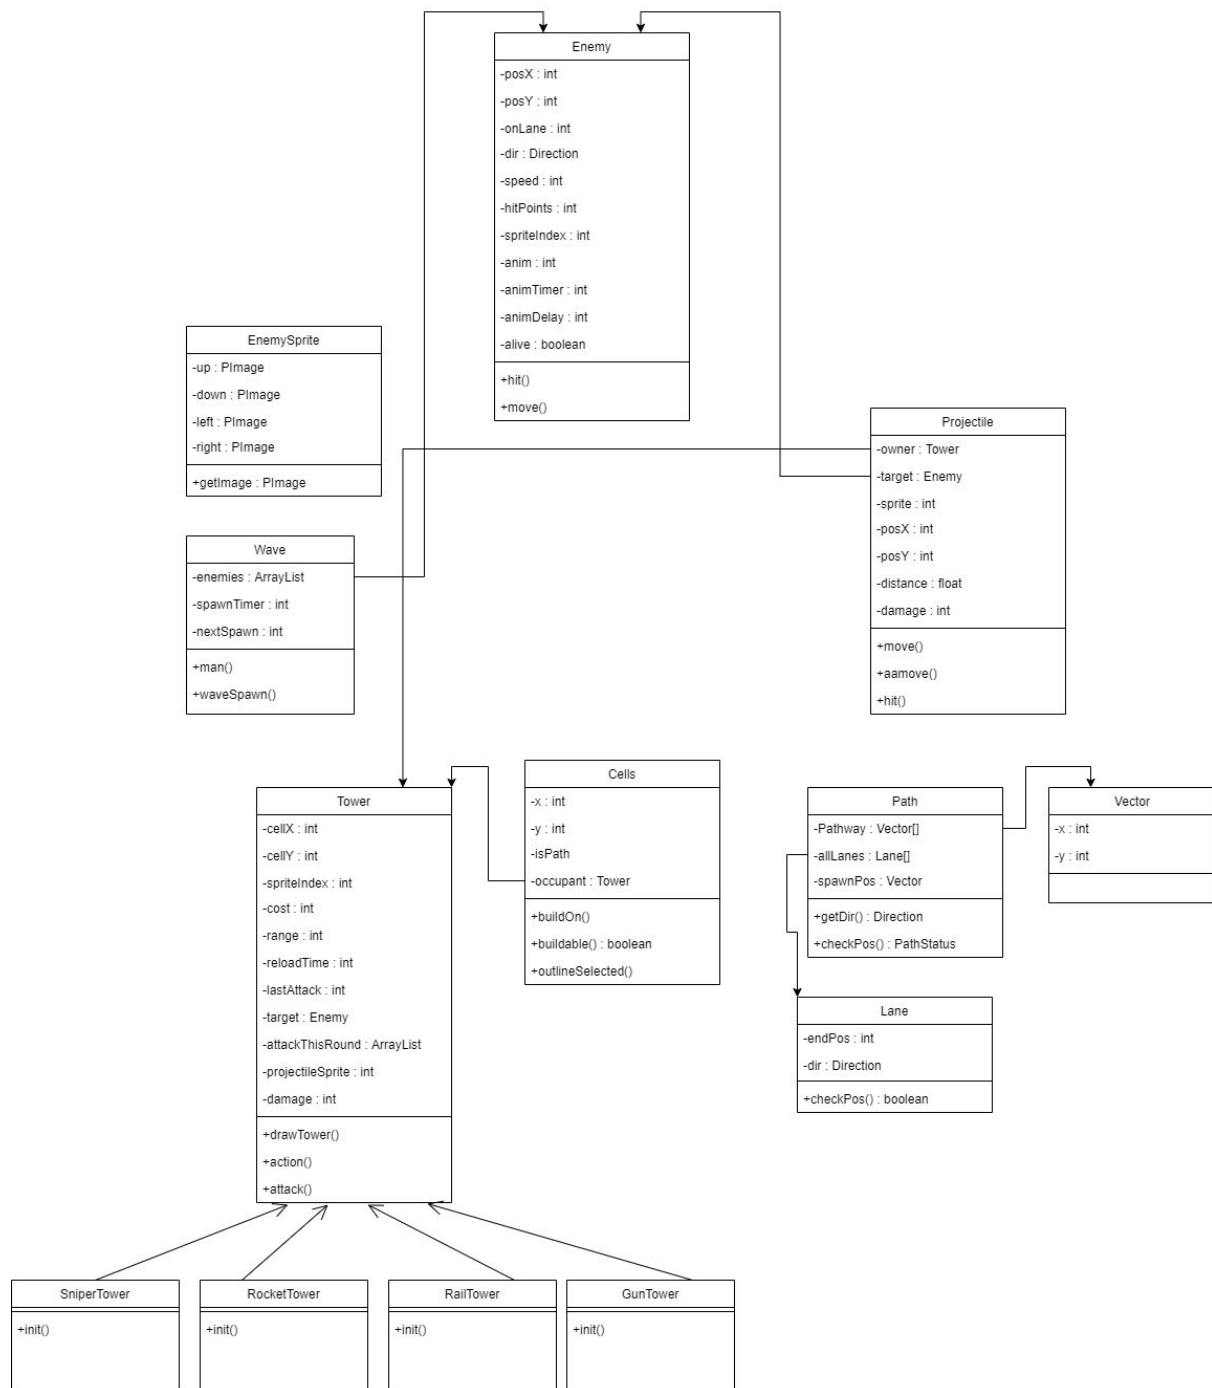 Enemy
-posX : int
-posY : int
-onLane : int
-dir : Direction
-speed : int
-hitPoints : int
-spriteIndex : int
-anim : int
-animTimer : int
-animDelay : int
-alive : boolean
+hit()
+move()
EnemySprite
-up : PImage
-down : PImage
-left : PImage
-right : PImage
+getImage : PImage
Projectile
-owner : Tower
-target : Enemy
-sprite : int
-posX : int
-posY : int
-distance : float
-damage : int
+move()
+aamove()
+hit()
Wave
-enemies : ArrayList
-spawnTimer : int
-nextSpawn : int
+man()
+waveSpawn()
Tower
-cellX : int
-cellY : int
-spriteIndex : int
-cost : int
-range : int
-reloadTime : int
-lastAttack : int
-target : Enemy
-attackThisRound : ArrayList
-projectileSprite : int
-damage : int
+drawTower()
+action()
+attack()
Cells
-x : int
-y : int
-isPath
-occupant : Tower
+buildOn()
+buildable() : boolean
+outlineSelected()
Path
-Pathway : Vector[]
-allLanes : Lane[]
-spawnPos : Vector
+getDir() : Direction
+checkPos() : PathStatus
Vector
-x : int
-y : int
Lane
-endPos : int
-dir : Direction
+checkPos() : boolean
SniperTower
+init()
RocketTower
+init()
RailTower
+init()
GunTower
+init()